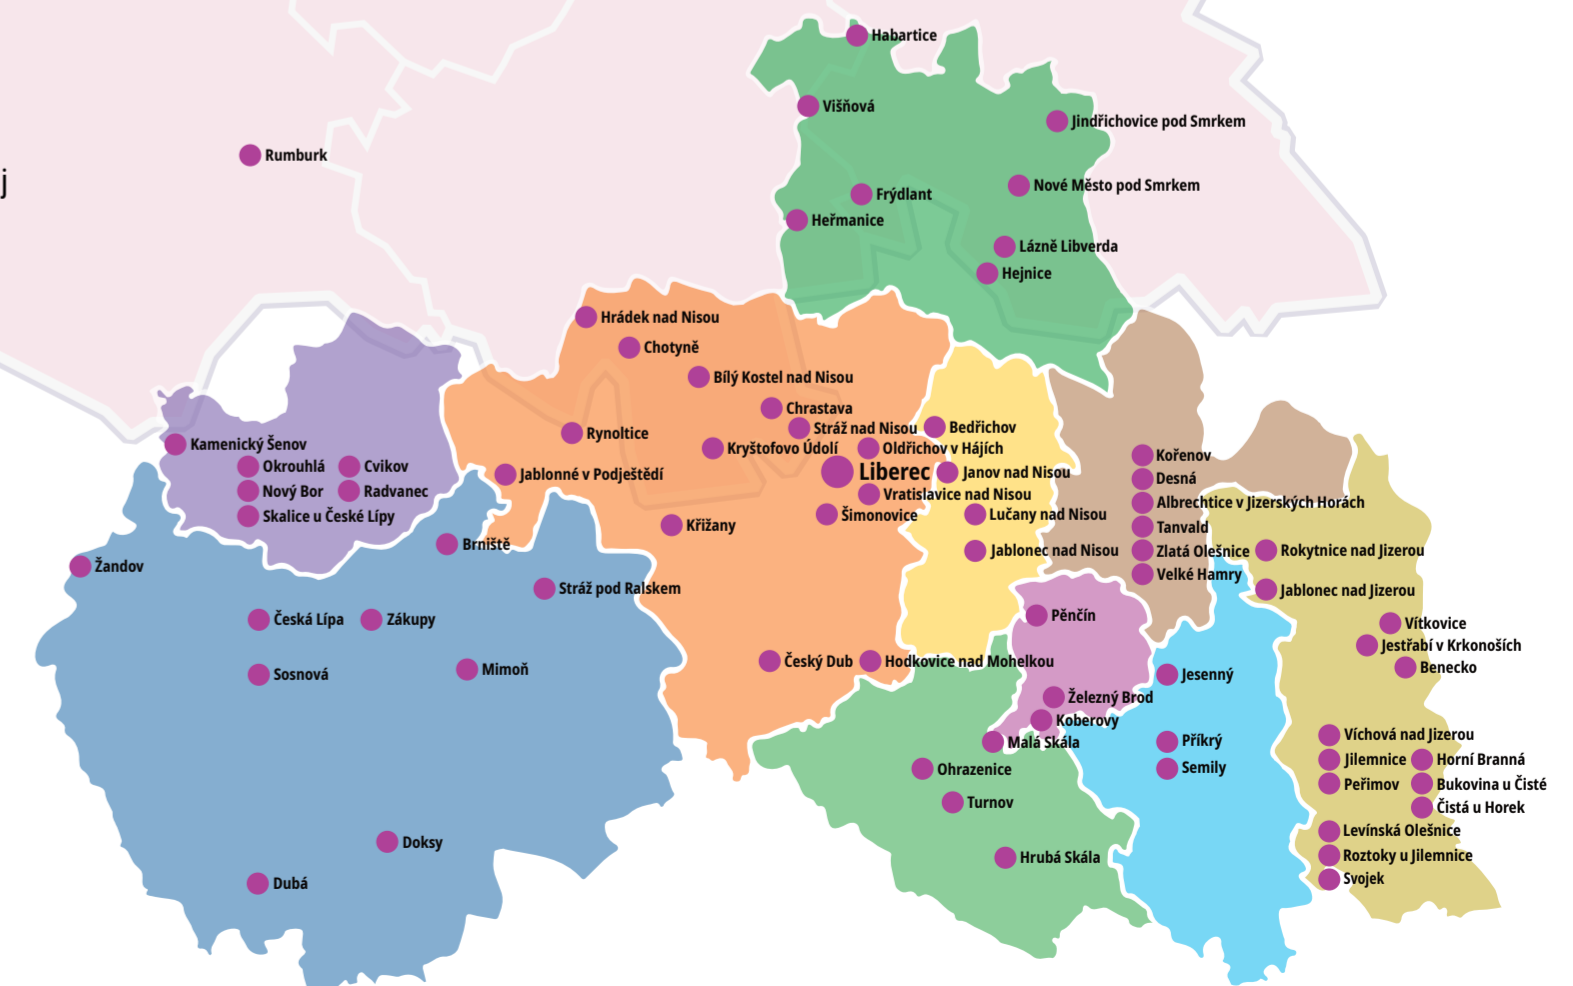 Habartice
Višňová
Jindřichovice pod Smrkem
Rumburk
j
Nové Město pod Smrkem
Frýdlant
Heřmanice
Lázně Libverda
Hejnice
Hrádek nad Nisou
Chotyně
Bílý Kostel nad Nisou
Chrastava
Stráž nad Nisou
Bedřichov
Rynoltice
Kryštofovo Údolí
Oldřichov v Hájích
Kamenický Šenov
Kořenov
Okrouhlá
Cvikov
Jablonné v Podještědí
Liberec
Janov nad Nisou
Desná
Nový Bor
Radvanec
Vratislavice nad Nisou
Albrechtice v Jizerských Horách
Skalice u České Lípy
Šimonovice
Lučany nad Nisou
Křižany
Tanvald
Brniště
Jablonec nad Nisou
Zlatá Olešnice
Rokytnice nad Jizerou
Žandov
Velké Hamry
Stráž pod Ralskem
Jablonec nad Jizerou
Česká Lípa
Zákupy
Pěnčín
Vítkovice
Jestřabí v Krkonoších
Český Dub
Hodkovice nad Mohelkou
Benecko
Sosnová
Mimoň
Jesenný
Železný Brod
Koberovy
Malá Skála
Příkrý
Víchová nad Jizerou
Jilemnice
Horní Branná
Ohrazenice
Semily
Peřimov
Bukovina u Čisté
Turnov
Čistá u Horek
Levínská Olešnice
Doksy
Hrubá Skála
Roztoky u Jilemnice
Dubá
Svojek